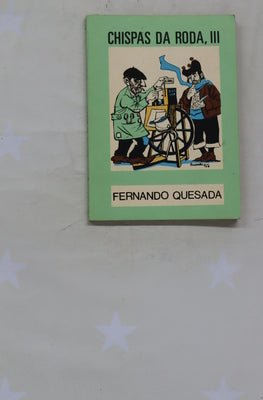 CHISPAS DA RODA, III
FERNANDO QUESADA